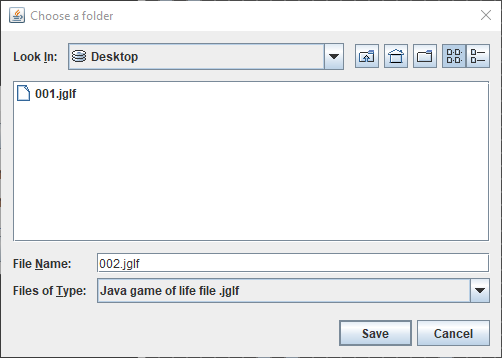 Choose a folder
Look In: Desktop
001.jglf
File Name: 002.jglf
Files of Type: Java game of life file .jglf
Save Cancel